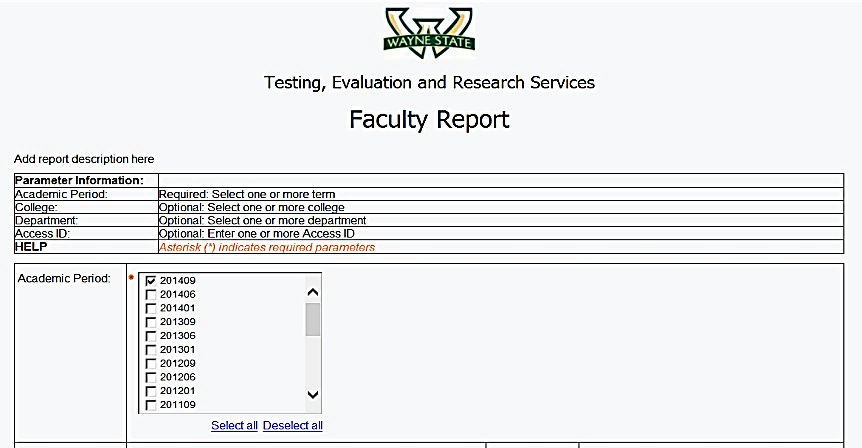 WAYNE STATE
Testing, Evaluation and Research Services
Faculty Report
Add report description here
Parameter Information:
Academic Period: Required: Select one or more term
College: Optional: Select one or more college
Department: Optional: Select one or more department
Access ID: Optional: Enter one or more Access ID
HELP Asterisk (*) indicates required parameters
Academic Period: * 201409
201406
201401
201309
201306
201301
201209
201206
201201
201109
Select all Deselect all